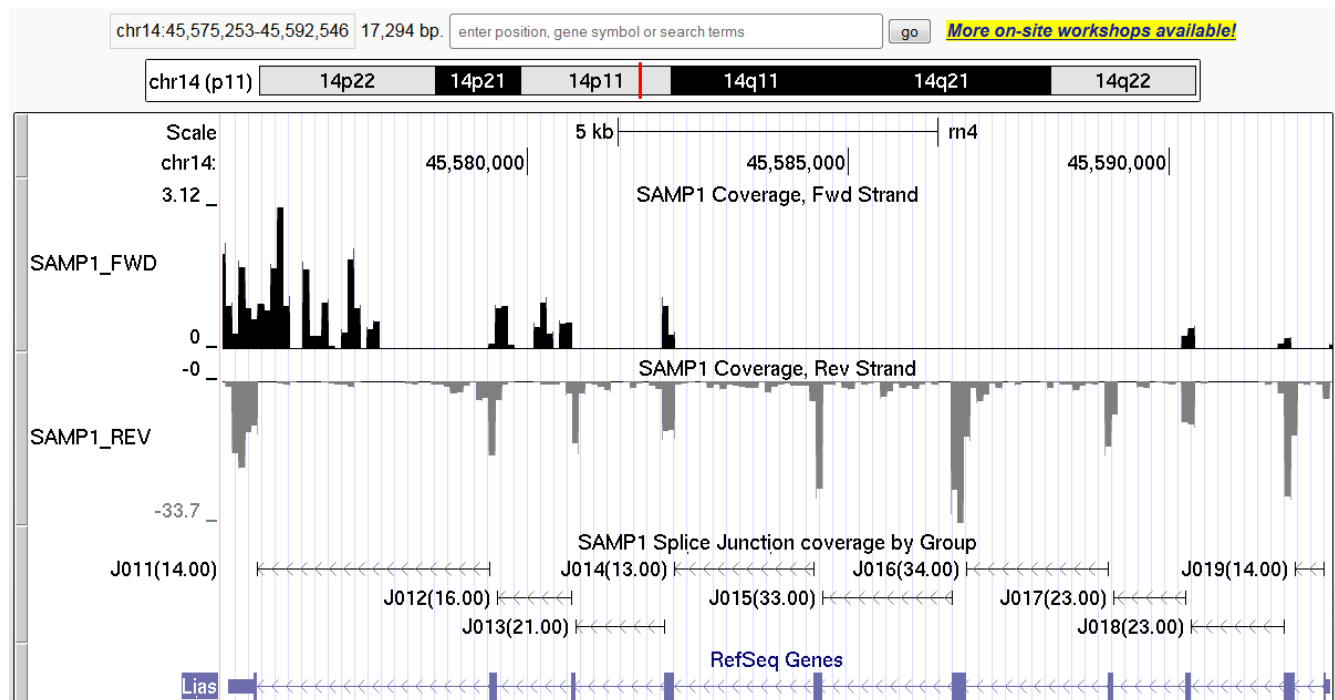 chr14:45,575,253-45,592,546 17,294 bp. enter position, gene symbol or search terms go More on-site workshops available!
chr14 (p11) 14p22 14p21 14p11 14q11 14q21 14q22
Scale 5 kb rn4
chr14: 45,580,000 45,585,000 45,590,000
SAMP1 Coverage, Fwd Strand
3.12 _
SAMP1_FWD
0 _
SAMP1 Coverage, Rev Strand
-0 _
SAMP1_REV
-33.7 _
SAMP1 Splice Junction coverage by Group
J011(14.00) J014(13.00) J016(34.00) J019(14.00)
J012(16.00) J015(33.00) J017(23.00)
J013(21.00) J018(23.00)
RefSeq Genes
Lias